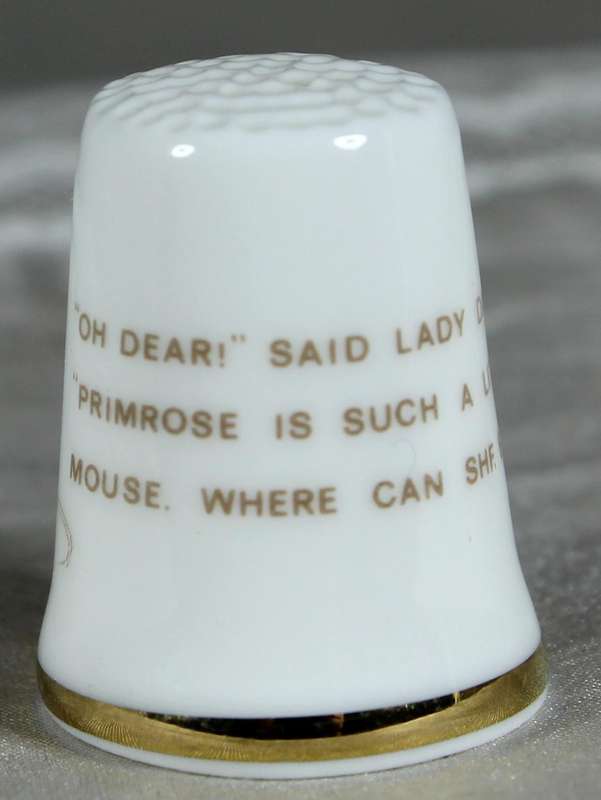 "OH DEAR!" SAID LADY
"PRIMROSE IS SUCH A
MOUSE. WHERE CAN SHE